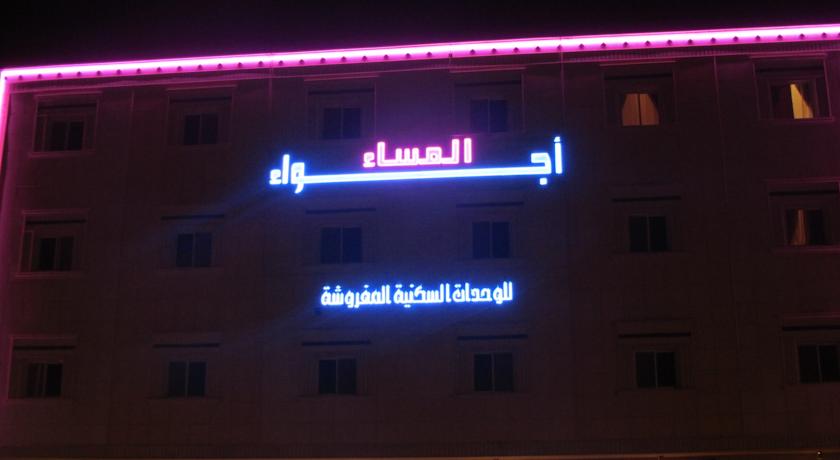 أجواء
المساء
للوحدات السكنية المفروشة